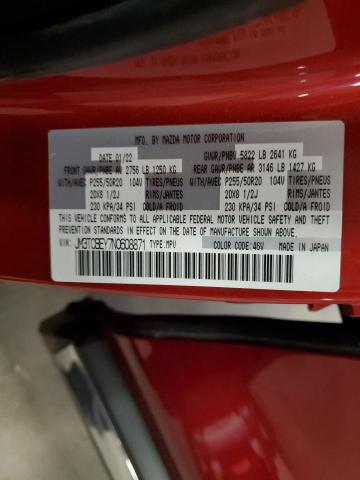 MFD. BY MAZDA MOTOR CORPORATION
DATE 01/22 GVWR/PNBV 5822 LB 2641 KG
FRONT GAWR/PNBE AV 2756 LB 1250 KG REAR GAWR/PNBE AR 3146 LB 1427 KG
WITH/AVEC P255/50R20 104V TIRES/PNEUS WITH/AVEC P255/50R20 104V TIRES/PNEUS
20X8 1/2J RIMS/JANTES 20X8 1/2J RIMS/JANTES
230 KPA/34 PSI COLD/A FROID 230 KPA/34 PSI COLD/A FROID
THIS VEHICLE CONFORMS TO ALL APPLICABLE FEDERAL MOTOR VEHICLE SAFETY
STANDARDS IN EFFECT ON THE DATE OF MANUFACTURE
SHOWN ABOVE.
VIN: JM3TCBEY7N0608871 TYPE:MPV COLOR CODE:46V MADE IN JAPAN